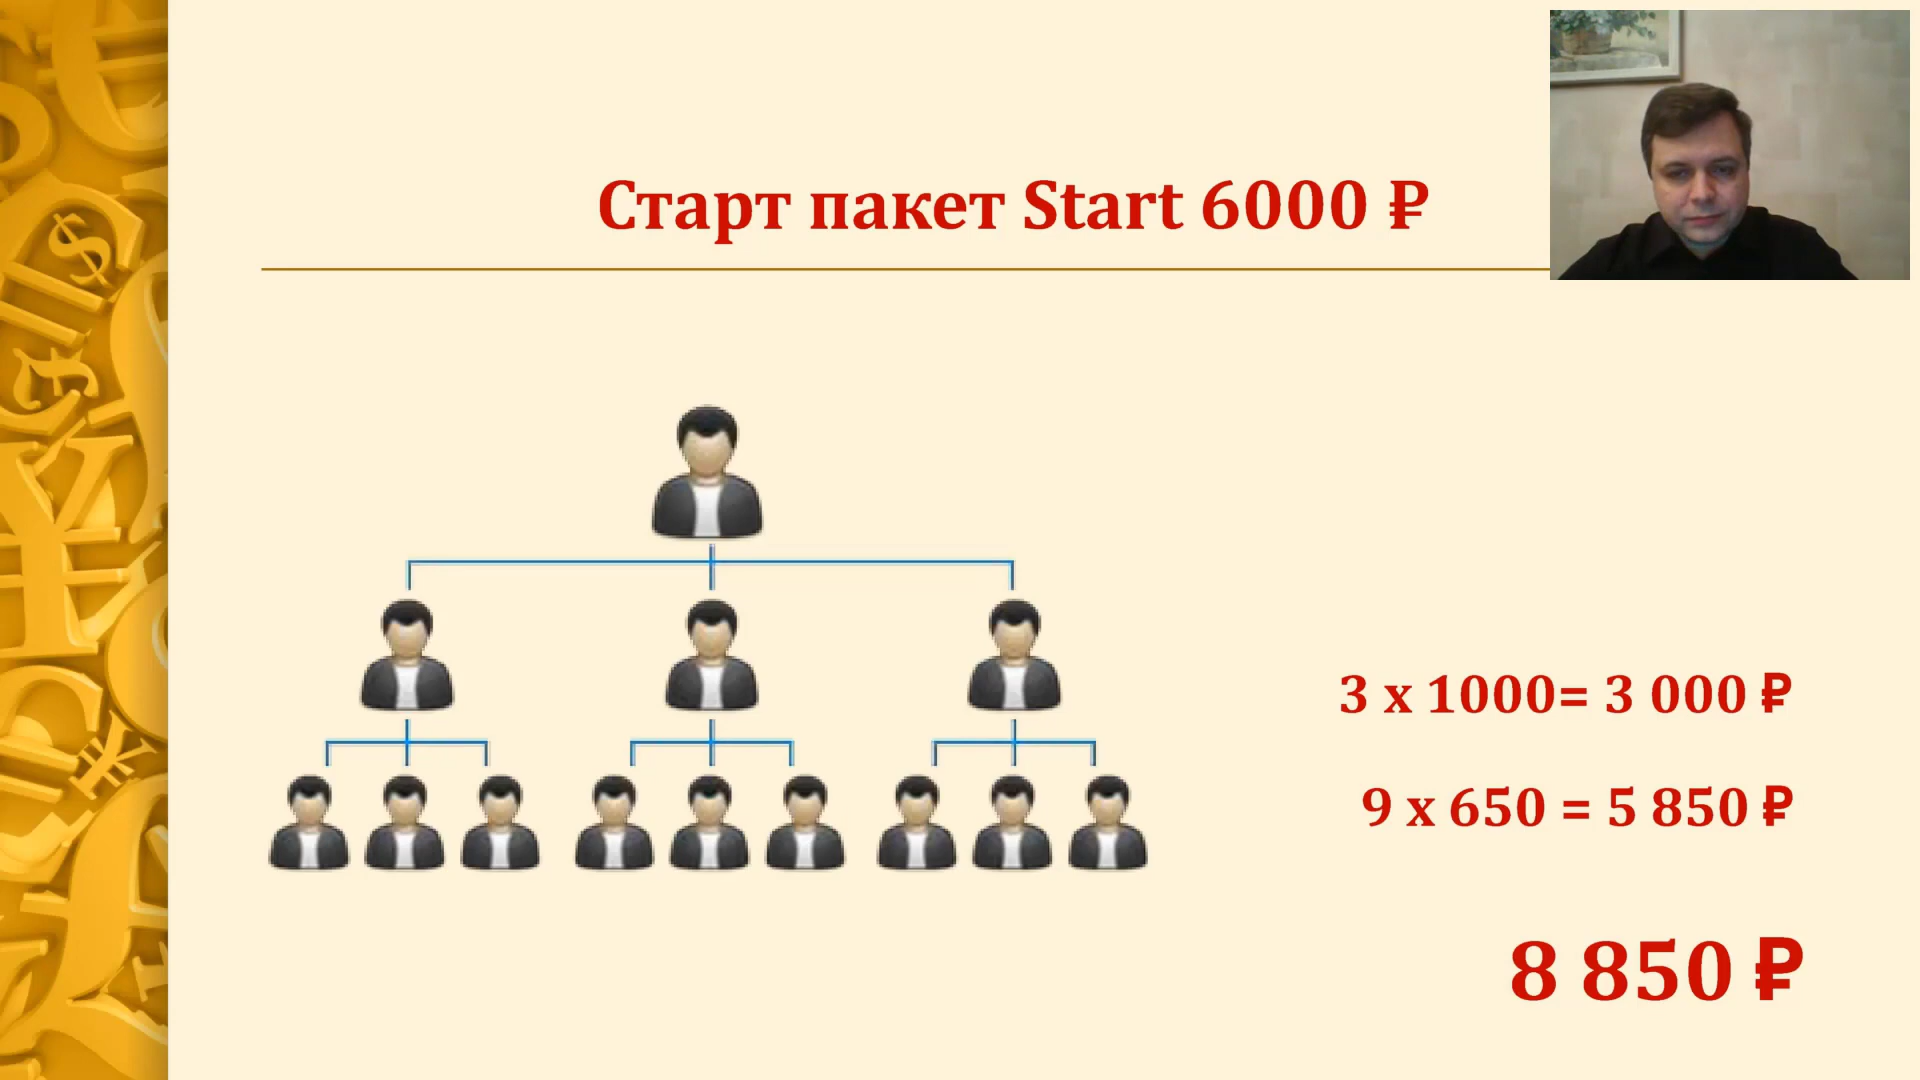 Старт пакет Start 6000 ₽
3 x 1000= 3 000 ₽
9 x 650 = 5 850 ₽
8 850 ₽